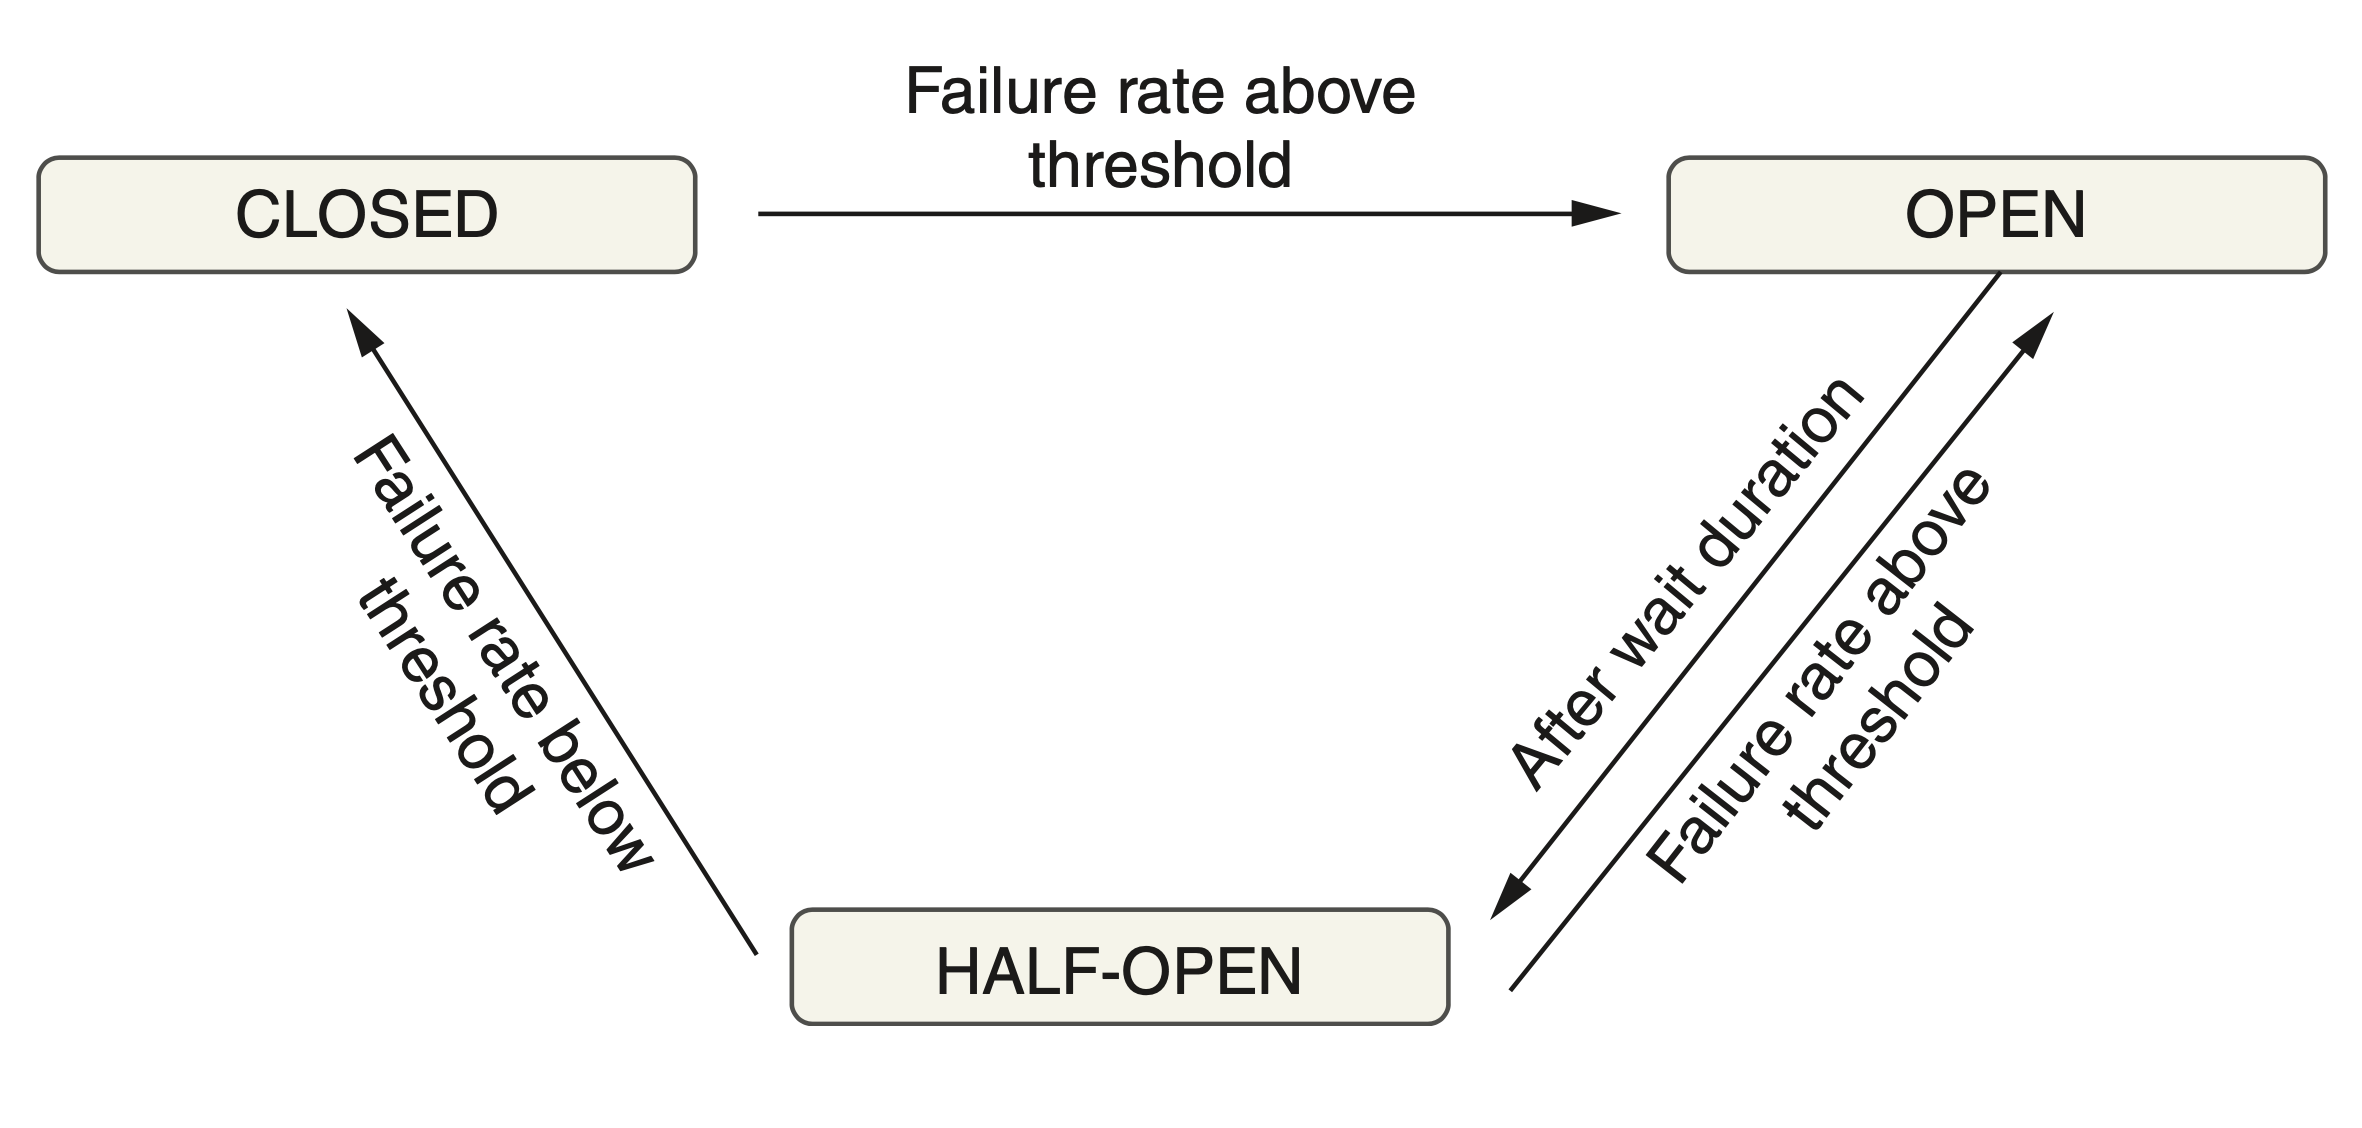 Failure rate above
threshold
CLOSED
OPEN
Failure rate below
threshold
After wait duration
Failure rate above
threshold
HALF-OPEN